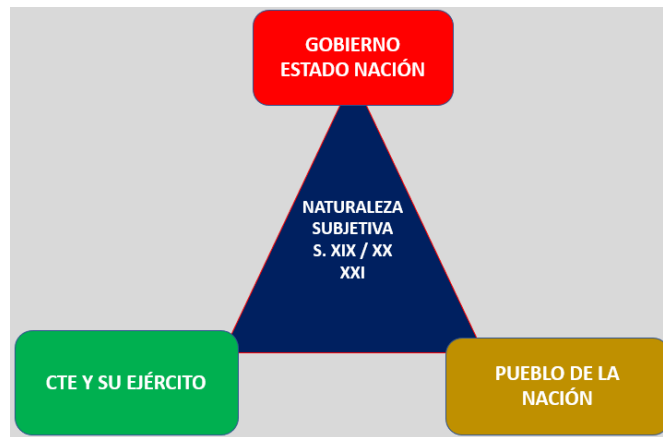 GOBIERNO
ESTADO NACIÓN
NATURALEZA
SUBJETIVA
S. XIX / XX
XXI
CTE Y SU EJÉRCITO
PUEBLO DE LA
NACIÓN